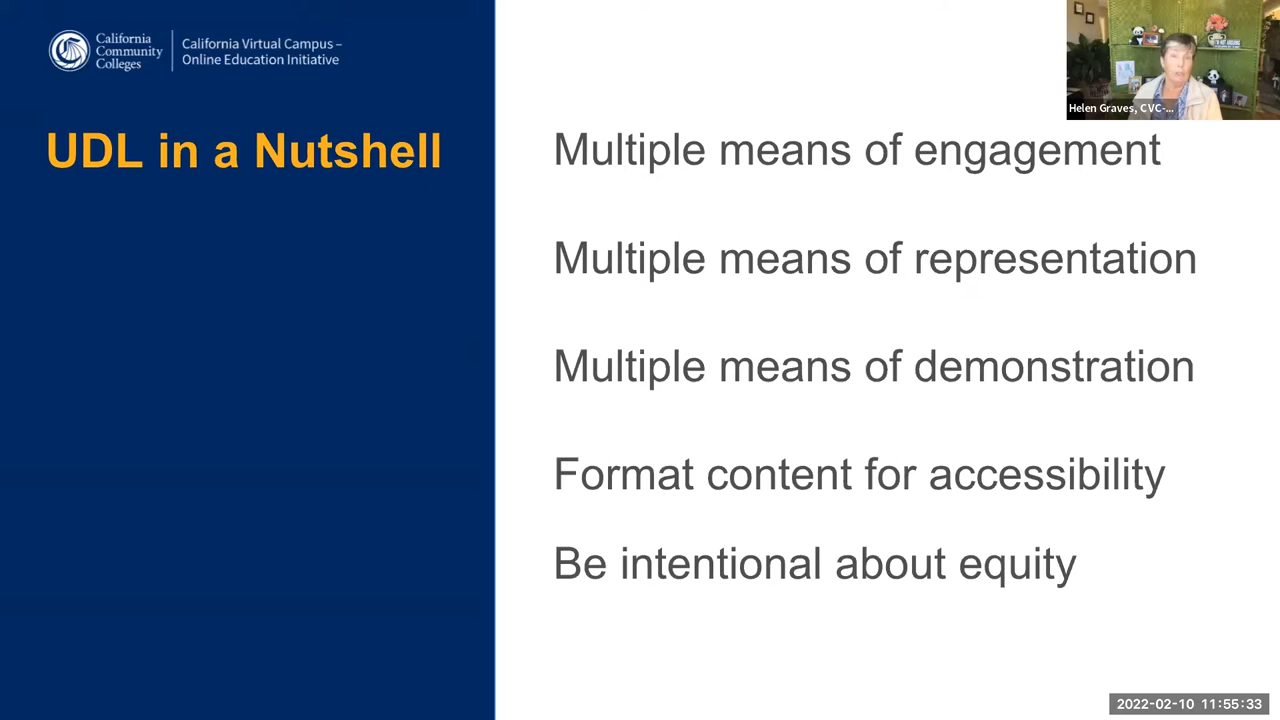 California
Community
Colleges
California Virtual Campus –
Online Education Initiative
UDL in a Nutshell
Helen Graves, CVC-...
Multiple means of engagement
Multiple means of representation
Multiple means of demonstration
Format content for accessibility
Be intentional about equity
2022-02-10 11:55:33